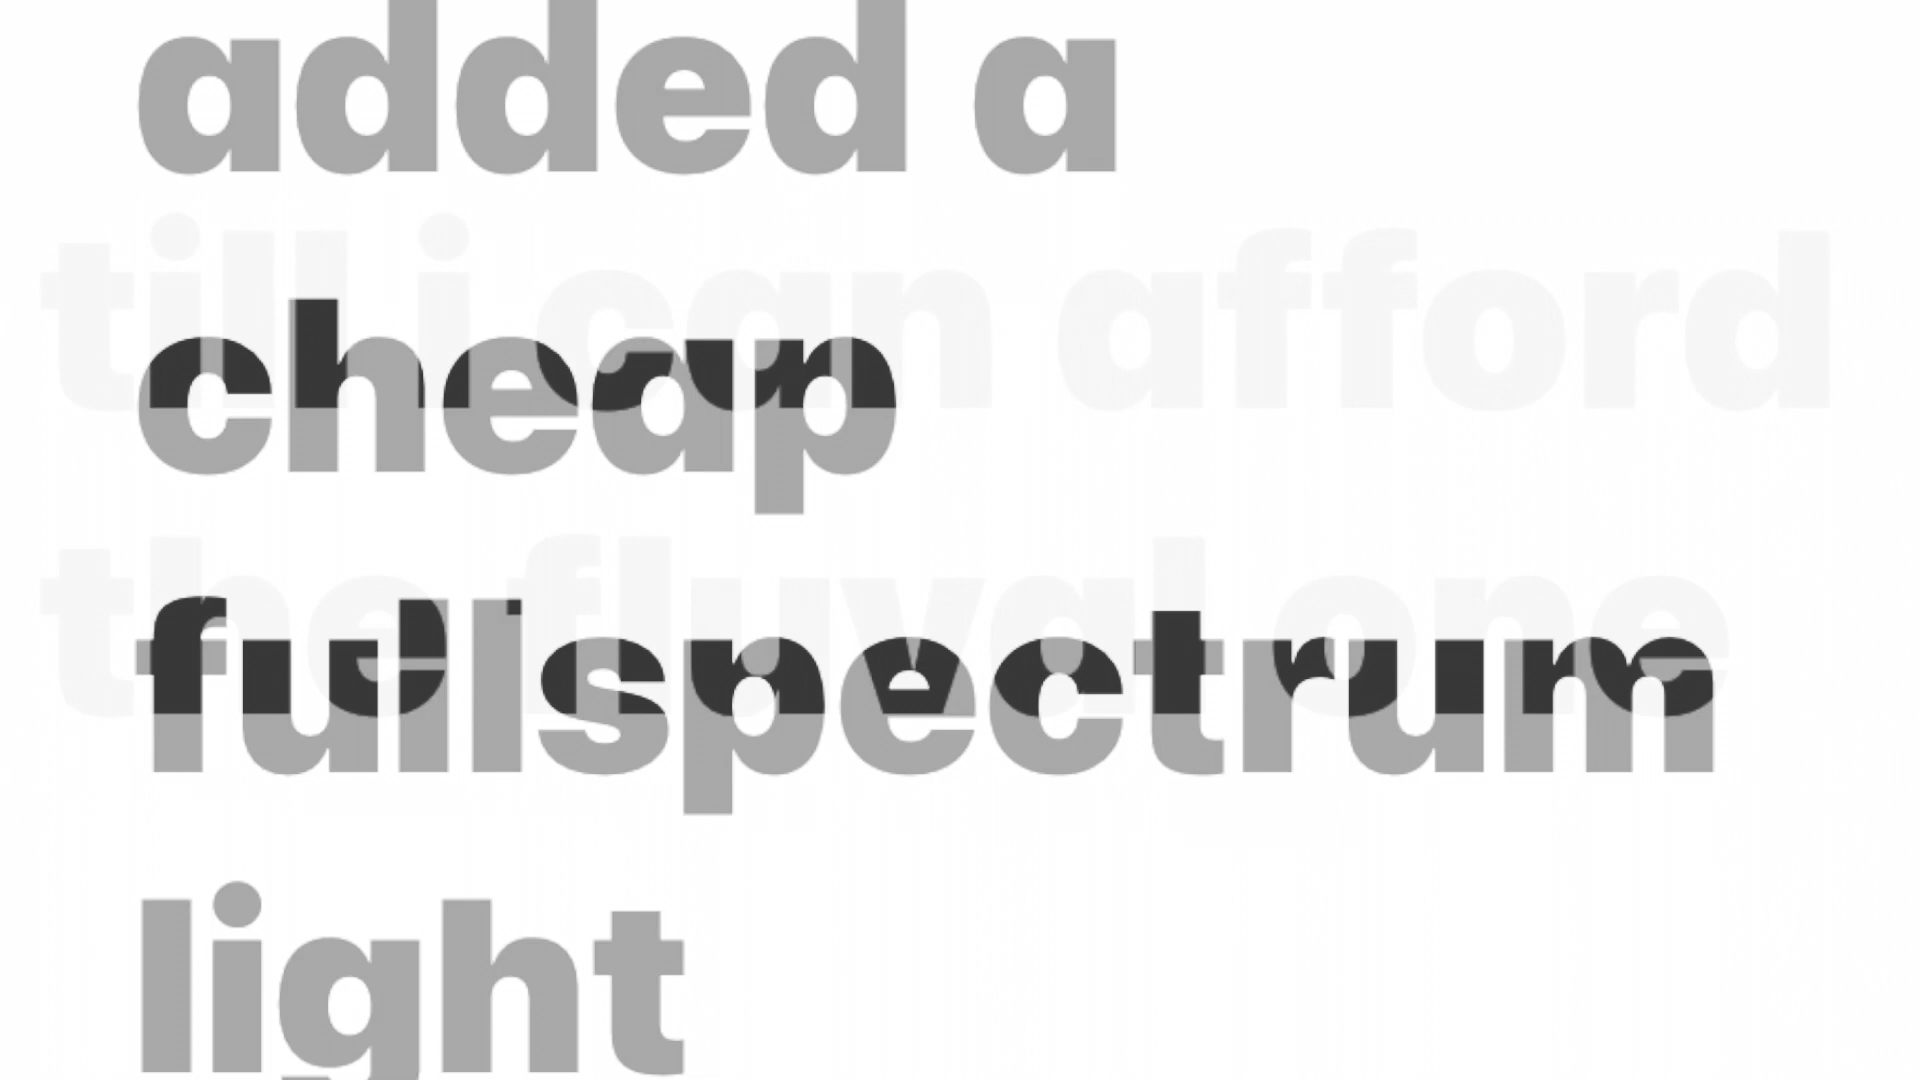 added a
till i can afford
cheap
the fluval one
fullspectrum
light